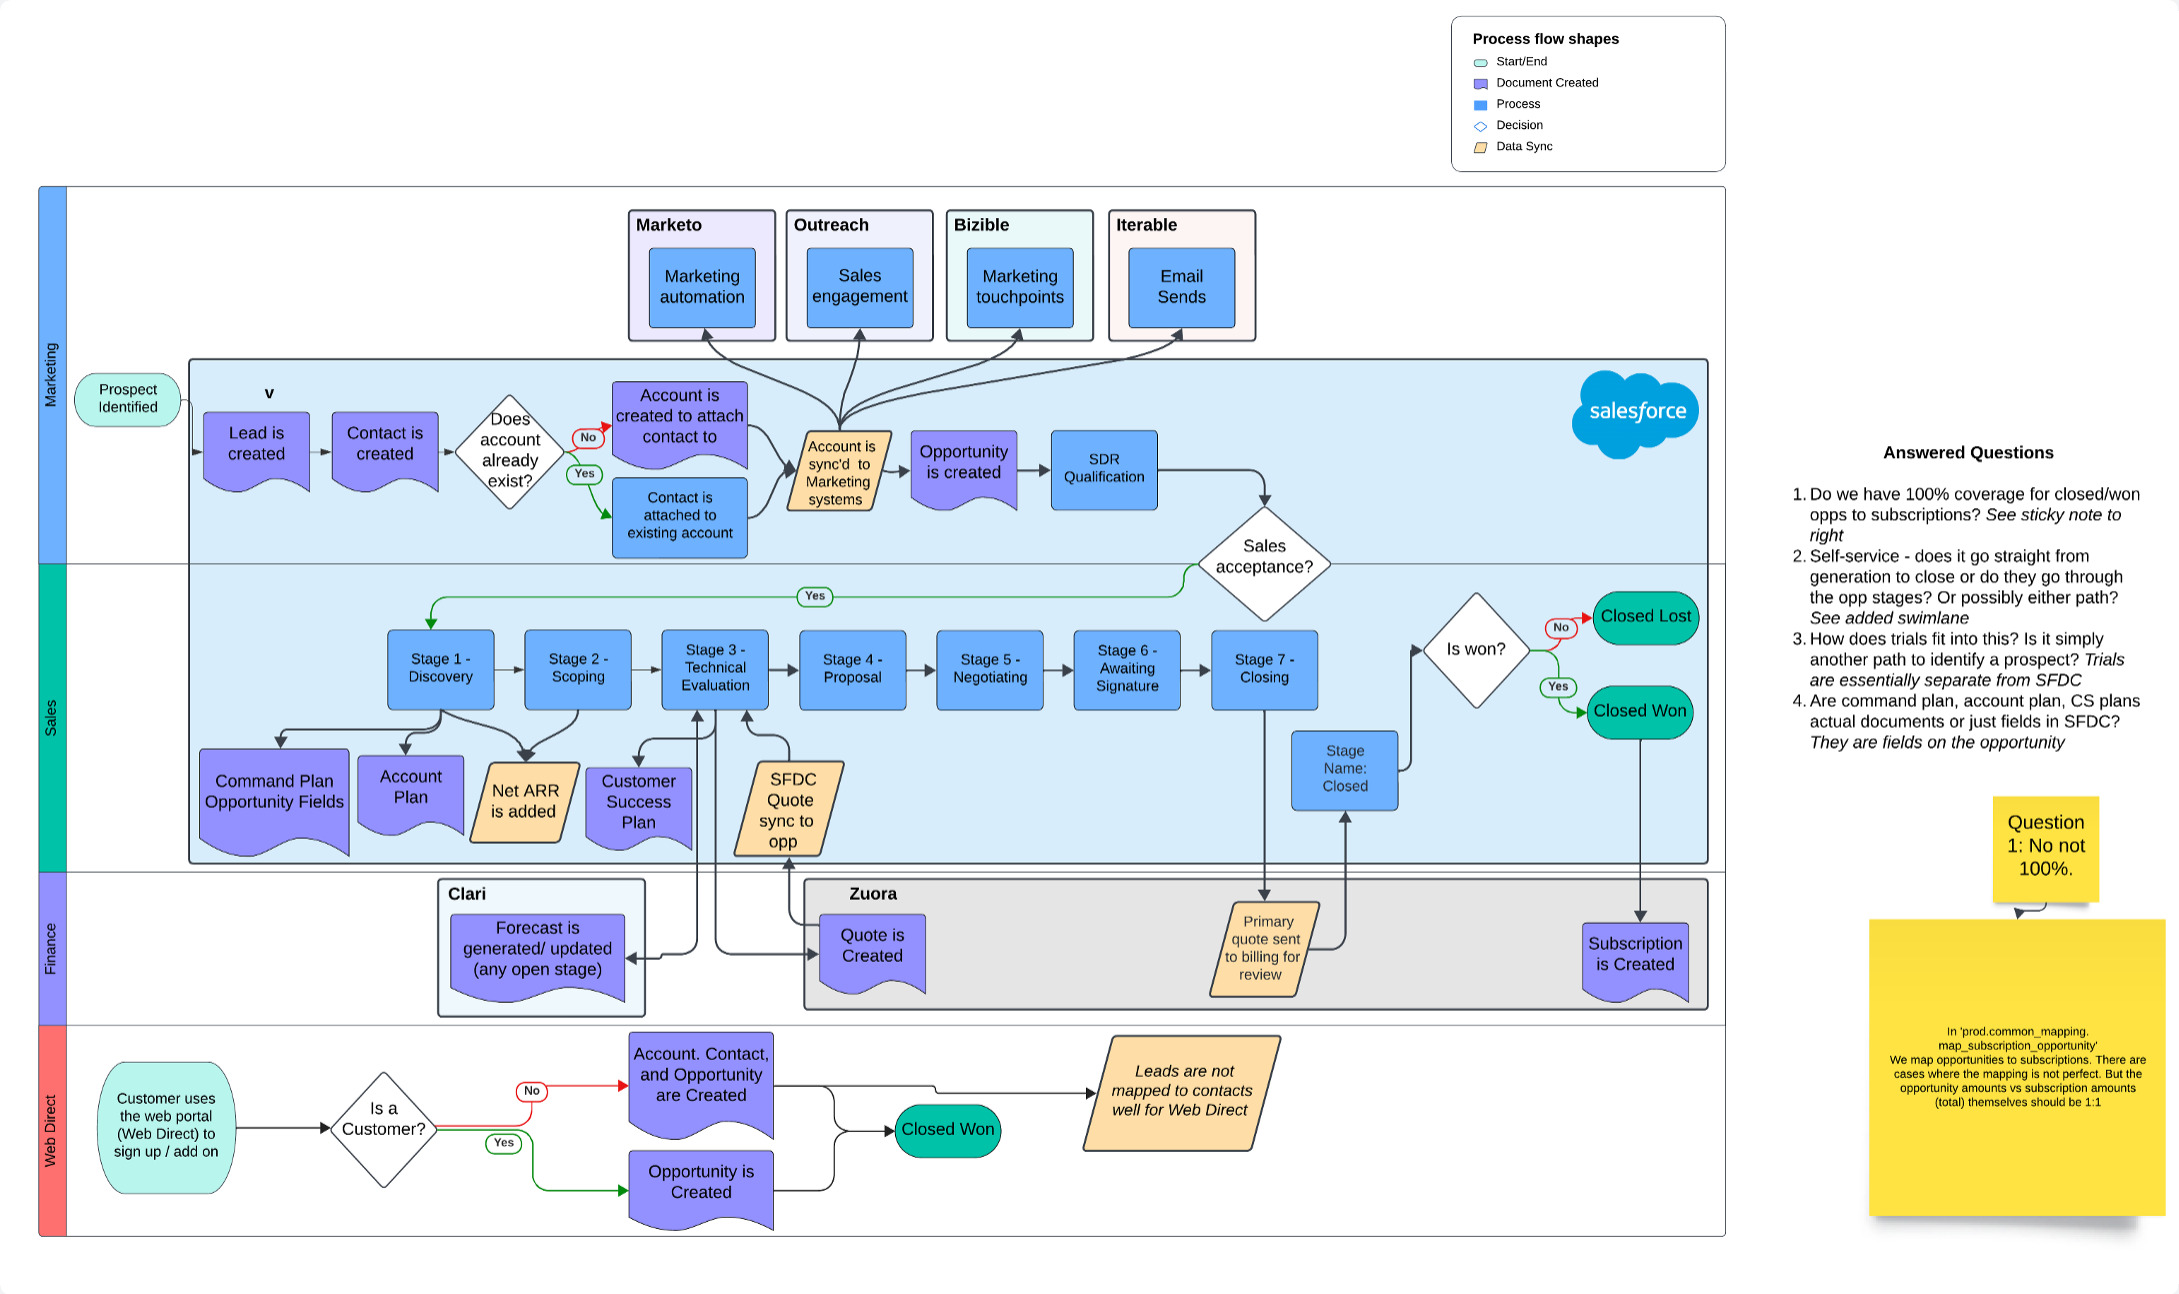 Process flow shapes
Start/End
Document Created
Process
Decision
Data Sync
Marketing
Marketo
Marketing
automation
Outreach
Sales
engagement
Bizible
Marketing
touchpoints
Iterable
Email
Sends
salesforce
Prospect
Identified
v
Lead is
created
Contact is
created
Does
account
already
exist?
No
Yes
Account is
created to attach
contact to
Contact is
attached to
existing account
Account is
sync'd to
Marketing
systems
Opportunity
is created
SDR
Qualification
Sales
acceptance?
Yes
Sales
Stage 1 -
Discovery
Stage 2 -
Scoping
Stage 3 -
Technical
Evaluation
Stage 4 -
Proposal
Stage 5 -
Negotiating
Stage 6 -
Awaiting
Signature
Stage 7 -
Closing
Is won?
No
Yes
Closed Lost
Closed Won
Command Plan
Opportunity Fields
Account
Plan
Net ARR
is added
Customer
Success
Plan
SFDC
Quote
sync to
opp
Stage
Name:
Closed
Finance
Clari
Forecast is
generated/ updated
(any open stage)
Zuora
Quote is
Created
Primary
quote sent
to billing for
review
Subscription
is Created
Web Direct
Customer uses
the web portal
(Web Direct) to
sign up / add on
Is a
Customer?
No
Yes
Account. Contact,
and Opportunity
are Created
Opportunity is
Created
Closed Won
Leads are not
mapped to contacts
well for Web Direct
Answered Questions
1. Do we have 100% coverage for closed/won
opps to subscriptions? See sticky note to
right
2. Self-service - does it go straight from
generation to close or do they go through
the opp stages? Or possibly either path?
See added swimlane
3. How does trials fit into this? Is it simply
another path to identify a prospect? Trials
are essentially separate from SFDC
4. Are command plan, account plan, CS plans
actual documents or just fields in SFDC?
They are fields on the opportunity
Question
1: No not
100%.
In 'prod.common_mapping.
map_subscription_opportunity'
We map opportunities to subscriptions. There are
cases where the mapping is not perfect. But the
opportunity amounts vs subscription amounts
(total) themselves should be 1:1